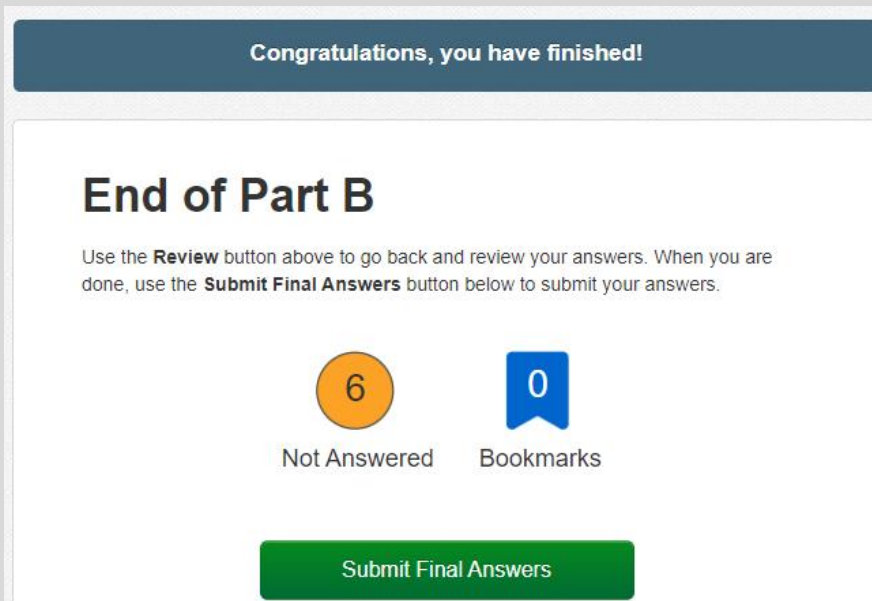 Congratulations, you have finished!
End of Part B
Use the Review button above to go back and review your answers. When you are
done, use the Submit Final Answers button below to submit your answers.
6
0
Not Answered
Bookmarks
Submit Final Answers